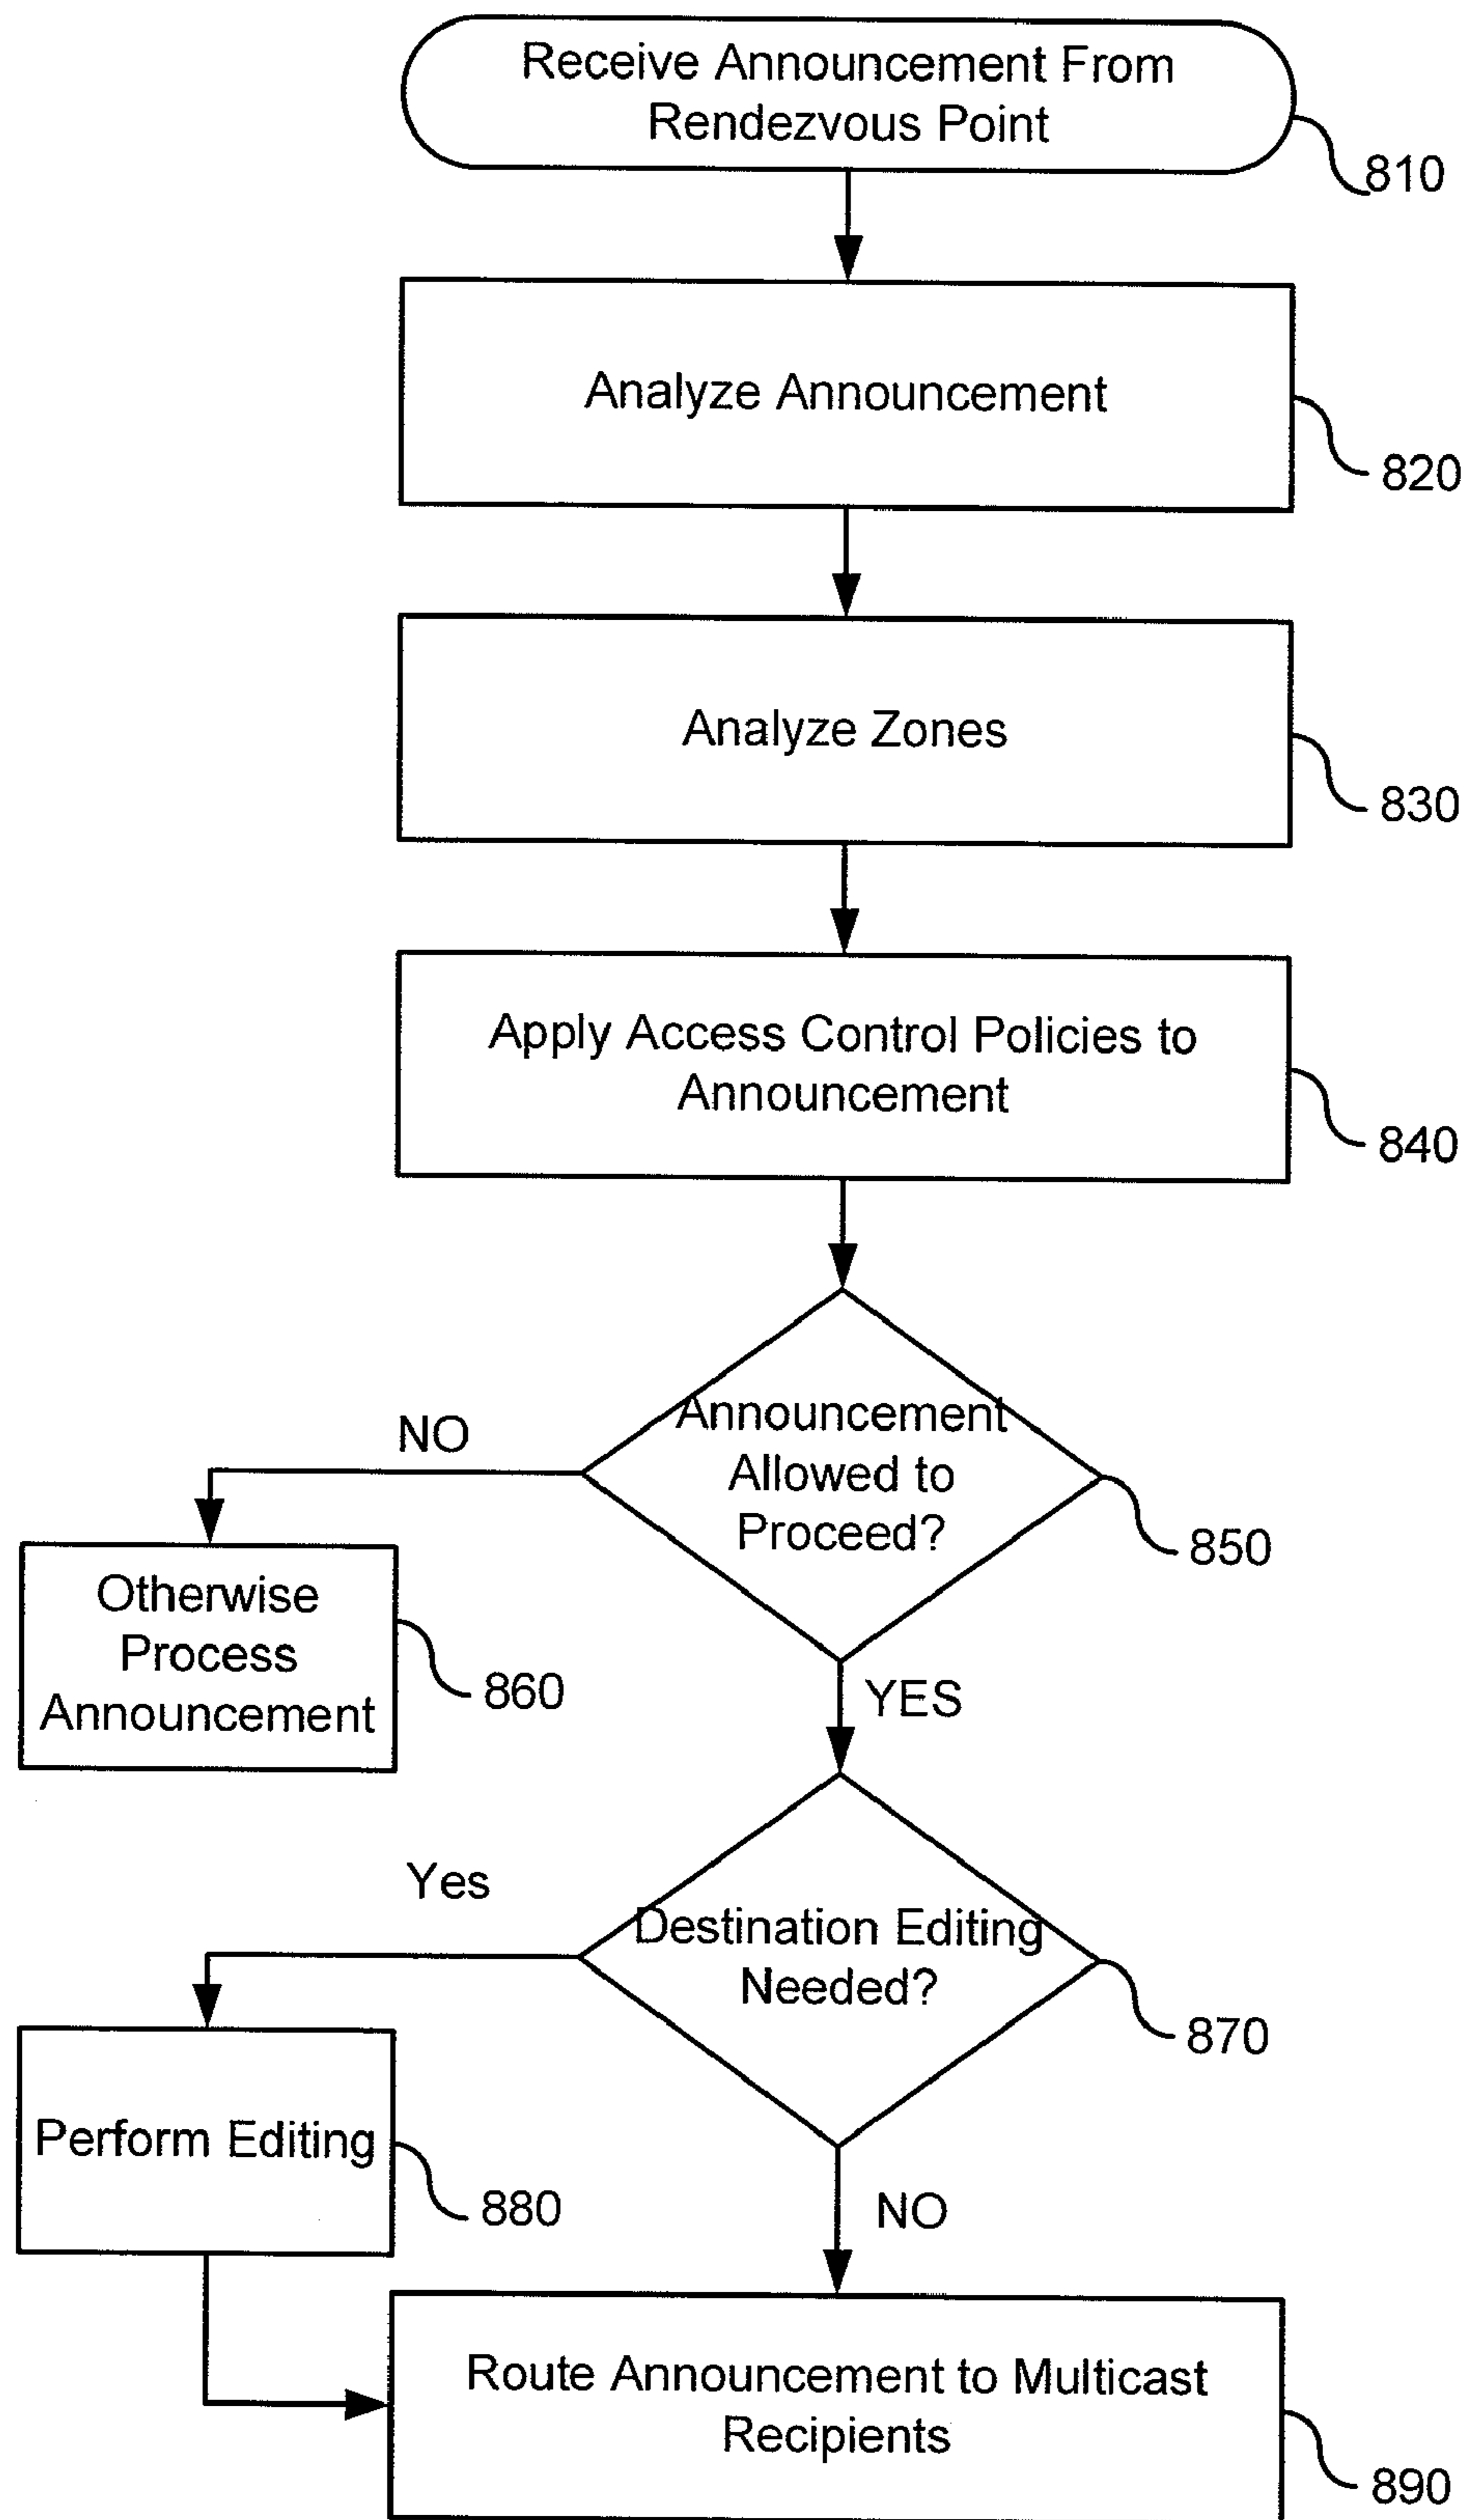 Receive Announcement From
Rendezvous Point
810
Analyze Announcement
820
Analyze Zones
830
Apply Access Control Policies to
Announcement
840
Announcement
Allowed to
Proceed?
850
NO
Otherwise
Process
Announcement
860
YES
Destination Editing
Needed?
870
Yes
Perform Editing
880
NO
Route Announcement to Multicast
Recipients
890